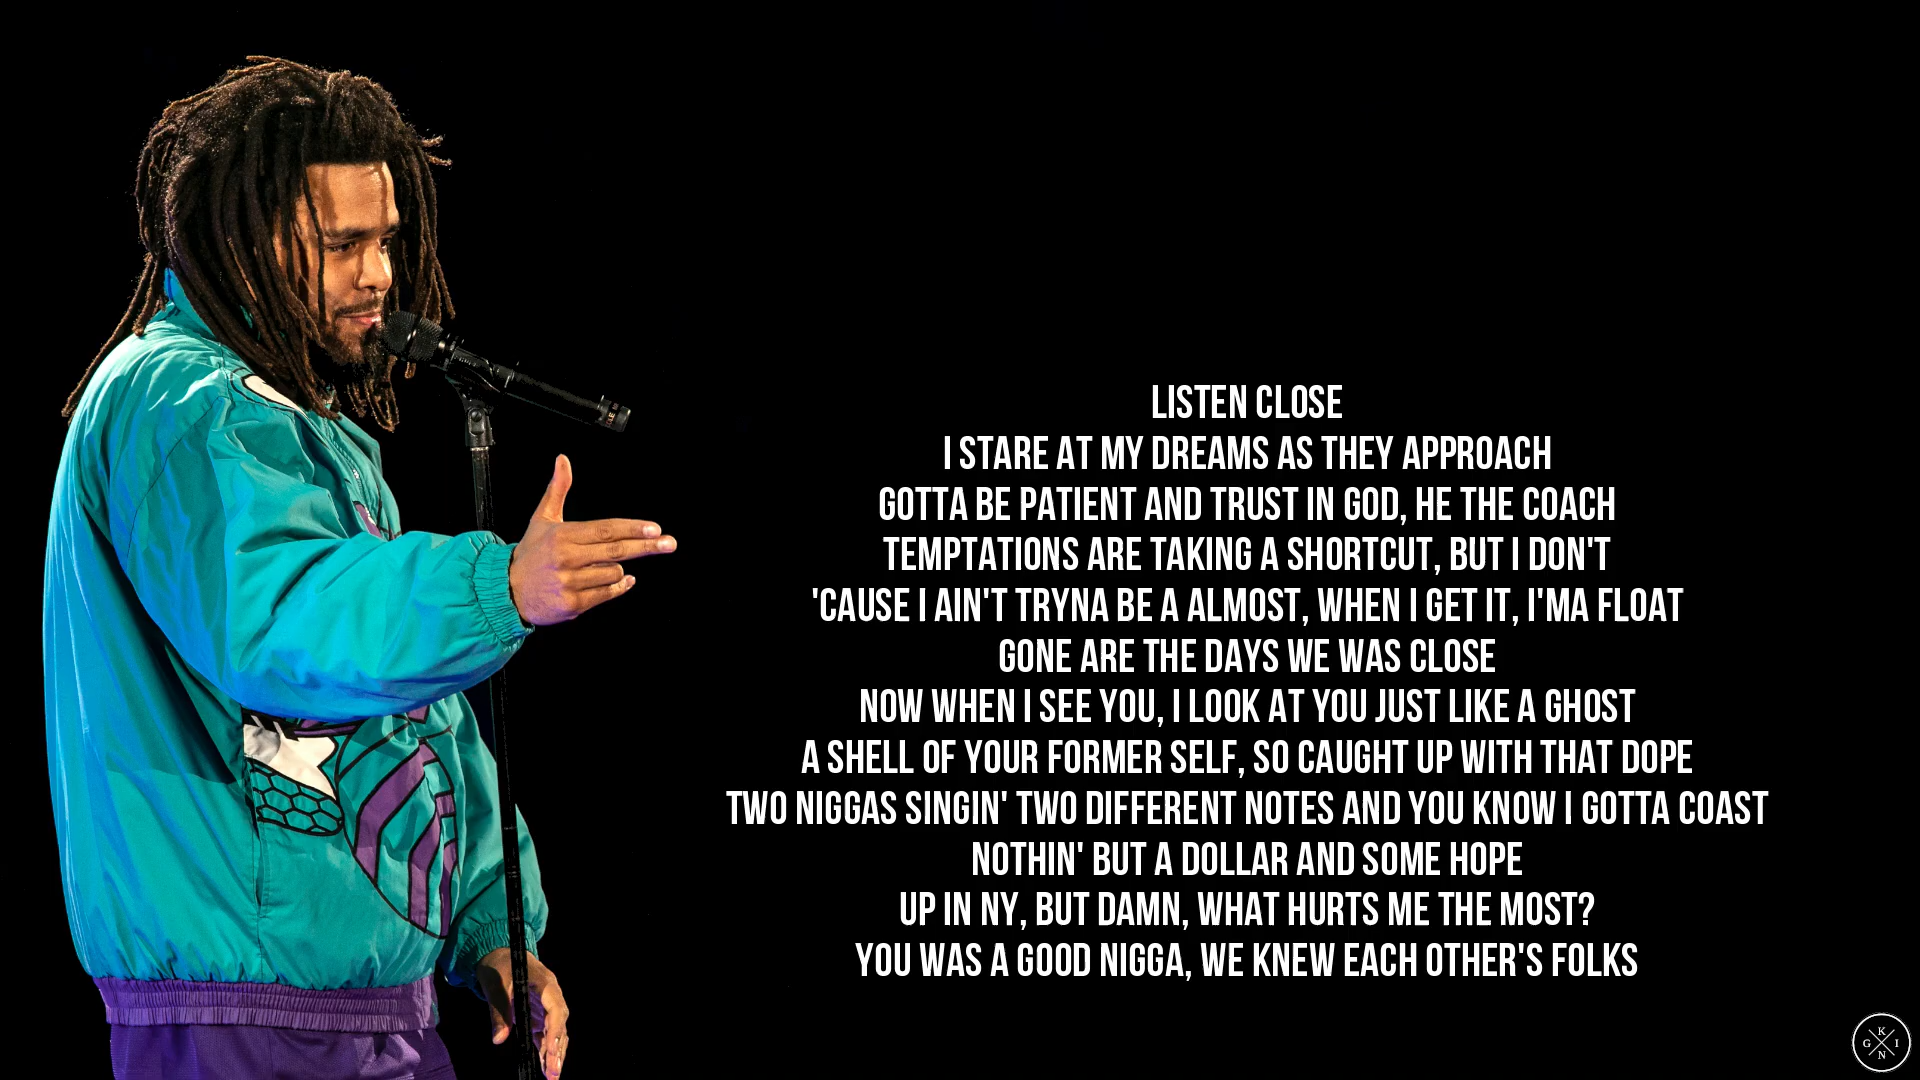 LISTEN CLOSE
I STARE AT MY DREAMS AS THEY APPROACH
GOTTA BE PATIENT AND TRUST IN GOD, HE THE COACH
TEMPTATIONS ARE TAKING A SHORTCUT, BUT I DON'T
'CAUSE I AIN'T TRYNA BE A ALMOST, WHEN I GET IT, I'MA FLOAT
GONE ARE THE DAYS WE WAS CLOSE
NOW WHEN I SEE YOU, I LOOK AT YOU JUST LIKE A GHOST
A SHELL OF YOUR FORMER SELF, SO CAUGHT UP WITH THAT DOPE
TWO NIGGAS SINGIN' TWO DIFFERENT NOTES AND YOU KNOW I GOTTA COAST
NOTHIN' BUT A DOLLAR AND SOME HOPE
UP IN NY, BUT DAMN, WHAT HURTS ME THE MOST?
YOU WAS A GOOD NIGGA, WE KNEW EACH OTHER'S FOLKS
K
G I
N